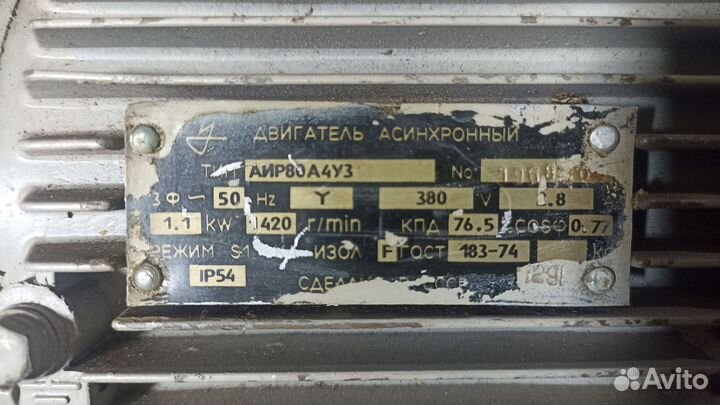 ДВИГАТЕЛЬ АСИНХРОННЫЙ
АИР80А4У3 No
3Ф~ 50 Hz Y 380 V
1.1 KW 1420 r/min КПД 76.5 COSφ 0.77
РЕЖИМ S1 ИЗОЛ F ГОСТ 183-74
IP54 СССР
Avito